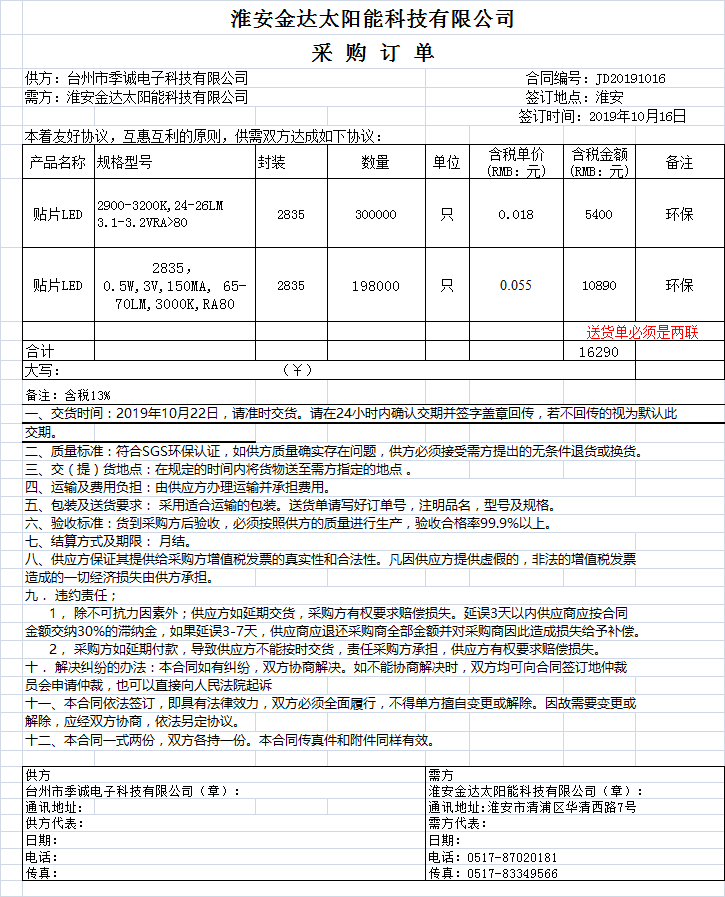 淮安金达太阳能科技有限公司
采 购 订 单
供方：台州市季诚电子科技有限公司 合同编号：JD20191016
需方：淮安金达太阳能科技有限公司 签订地点：淮安
签订时间：2019年10月16日
本着友好协议，互惠互利的原则，供需双方达成如下协议：
产品名称 规格型号 封装 数量 单位 含税单价 (RMB：元) 含税金额 (RMB：元) 备注
贴片LED 2900-3200K,24-26LM 3.1-3.2VRA>80 2835 300000 只 0.018 5400 环保
贴片LED 2835， 0.5W,3V,150MA, 65-70LM,3000K,RA80 2835 198000 只 0.055 10890 环保
送货单必须是两联
合计 16290
大写： （￥）
备注：含税13%
一、交货时间：2019年10月22日，请准时交货。请在24小时内确认交期并签字盖章回传，若不回传的视为默认此
交期。
二、质量标准：符合SGS环保认证，如供方质量确实存在问题，供方必须接受需方提出的无条件退货或换货。
三、交（提）货地点：在规定的时间内将货物送至需方指定的地点 。
四、运输及费用负担：由供应方办理运输并承担费用。
五、包装及送货要求： 采用适合运输的包装。送货单请写好订单号，注明品名，型号及规格。
六、验收标准：货到采购方后验收，必须按照供方的质量进行生产，验收合格率99.9%以上。
七、结算方式及期限： 月结。
八、供应方保证其提供给采购方增值税发票的真实性和合法性。凡因供应方提供虚假的，非法的增值税发票
造成的一切经济损失由供方承担。
九． 违约责任；
1， 除不可抗力因素外；供应方如延期交货，采购方有权要求赔偿损失。延误3天以内供应商应按合同
金额交纳30%的滞纳金，如果延误3-7天，供应商应退还采购商全部金额并对采购商因此造成损失给予补偿。
2， 采购方如延期付款，导致供应方不能按时交货，责任采购方承担，供应方有权要求赔偿损失。
十． 解决纠纷的办法：本合同如有纠纷，双方协商解决。如不能协商解决时，双方均可向合同签订地仲裁
员会申请仲裁，也可以直接向人民法院起诉
十一、本合同依法签订，即具有法律效力，双方必须全面履行，不得单方擅自变更或解除。因故需要变更或
解除，应经双方协商，依法另定协议。
十二、本合同一式两份，双方各持一份。本合同传真件和附件同样有效。
供方 需方
台州市季诚电子科技有限公司（章）： 淮安金达太阳能科技有限公司（章）：
通讯地址： 通讯地址:淮安市清浦区华清西路7号
供方代表： 需方代表：
日期： 日期：
电话： 电话：0517-87020181
传真： 传真：0517-83349566